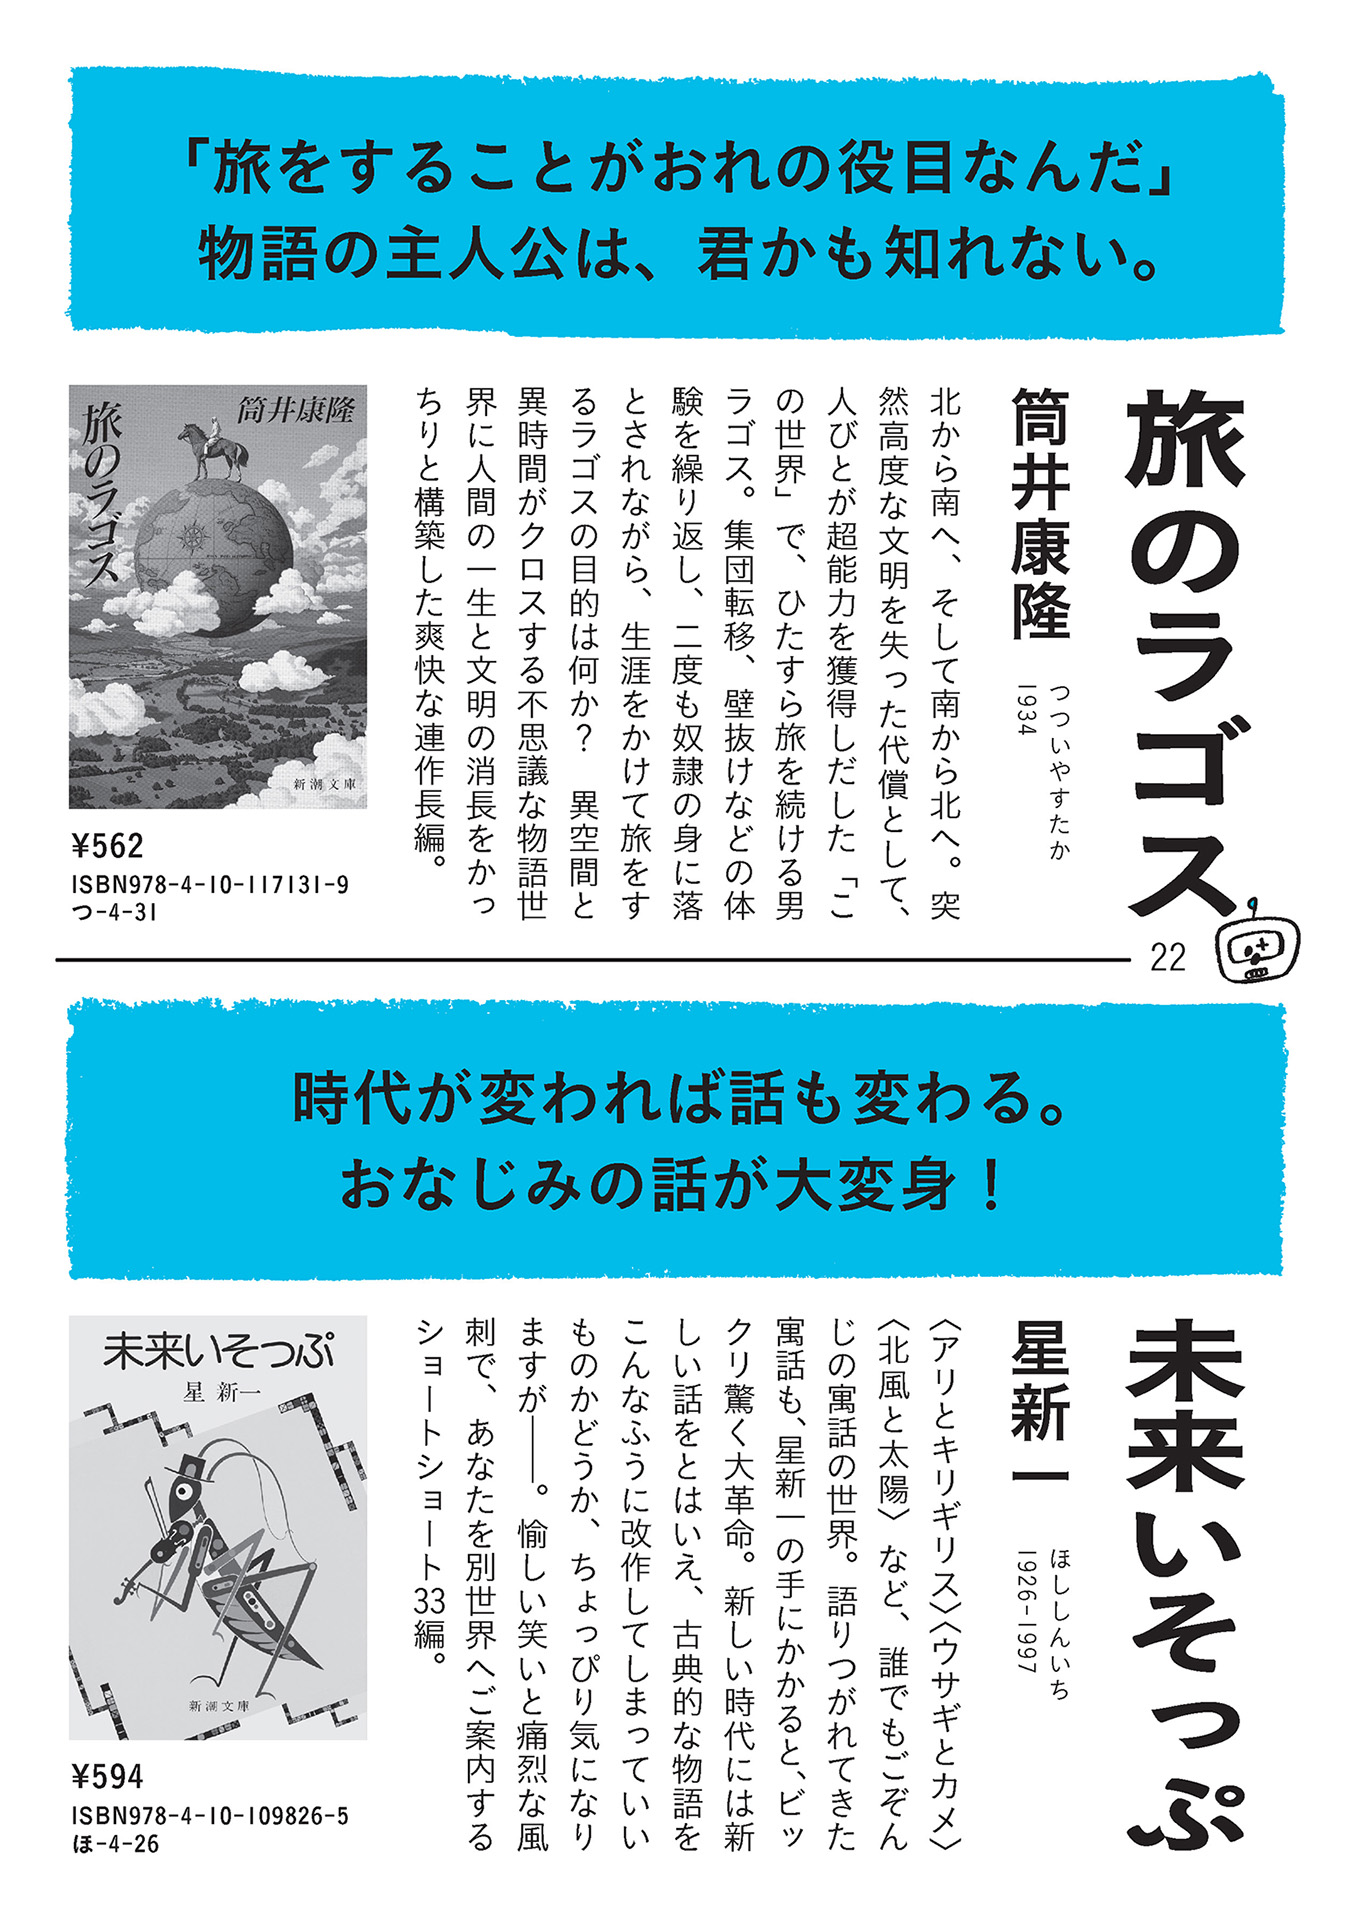 「旅をすることがおれの役目なんだ」
物語の主人公は、君かも知れない。
旅のラゴス
筒井康隆
つついやすたか
1934
北から南へ、そして南から北へ。突
然高度な文明を失った代償として、
人びとが超能力を獲得しだした「こ
の世界」で、ひたすら旅を続ける男
ラゴス。集団転移、壁抜けなどの体
験を繰り返し、二度も奴隷の身に落
とされながら、生涯をかけて旅をす
るラゴスの目的は何か？　異空間と
異時間がクロスする不思議な物語世
界に人間の一生と文明の消長をかっ
ちりと構築した爽快な連作長編。
筒井康隆
旅のラゴス
新潮文庫
¥562
ISBN978-4-10-117131-9
つ-4-31
22
時代が変われば話も変わる。
おなじみの話が大変身！
未来いそっぷ
星新一
ほししんいち
1926-1997
〈アリとキリギリス〉〈ウサギとカメ〉
〈北風と太陽〉など、誰でもごぞん
じの寓話の世界。語りつがれてきた
寓話も、星新一の手にかかると、ビッ
クリ驚く大革命。新しい時代には新
しい話をとはいえ、古典的な物語を
こんなふうに改作してしまっていい
ものかどうか、ちょっぴり気になり
ますが――。愉しい笑いと痛烈な風
刺で、あなたを別世界へご案内する
ショートショート33編。
未来いそっぷ
星 新一
新潮文庫
¥594
ISBN978-4-10-109826-5
ほ-4-26